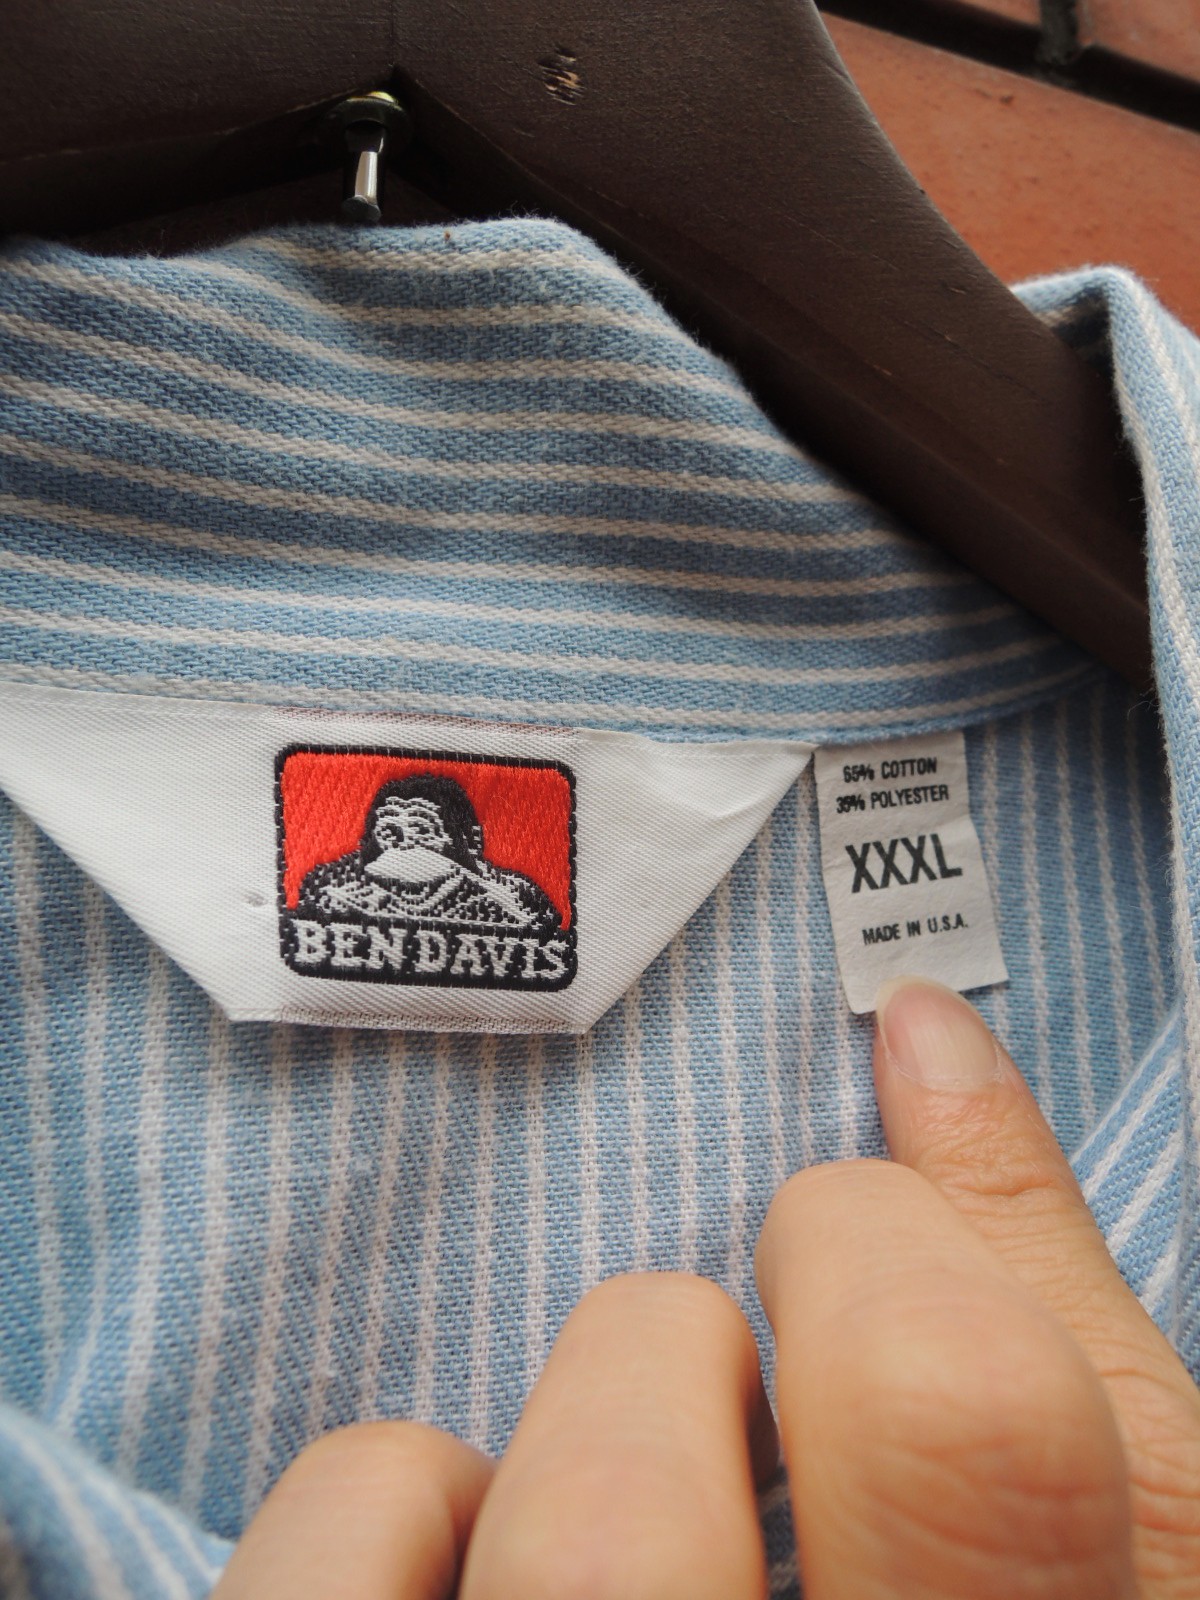 BEN DAVIS
65% COTTON
35% POLYESTER
XXXL
MADE IN U.S.A.